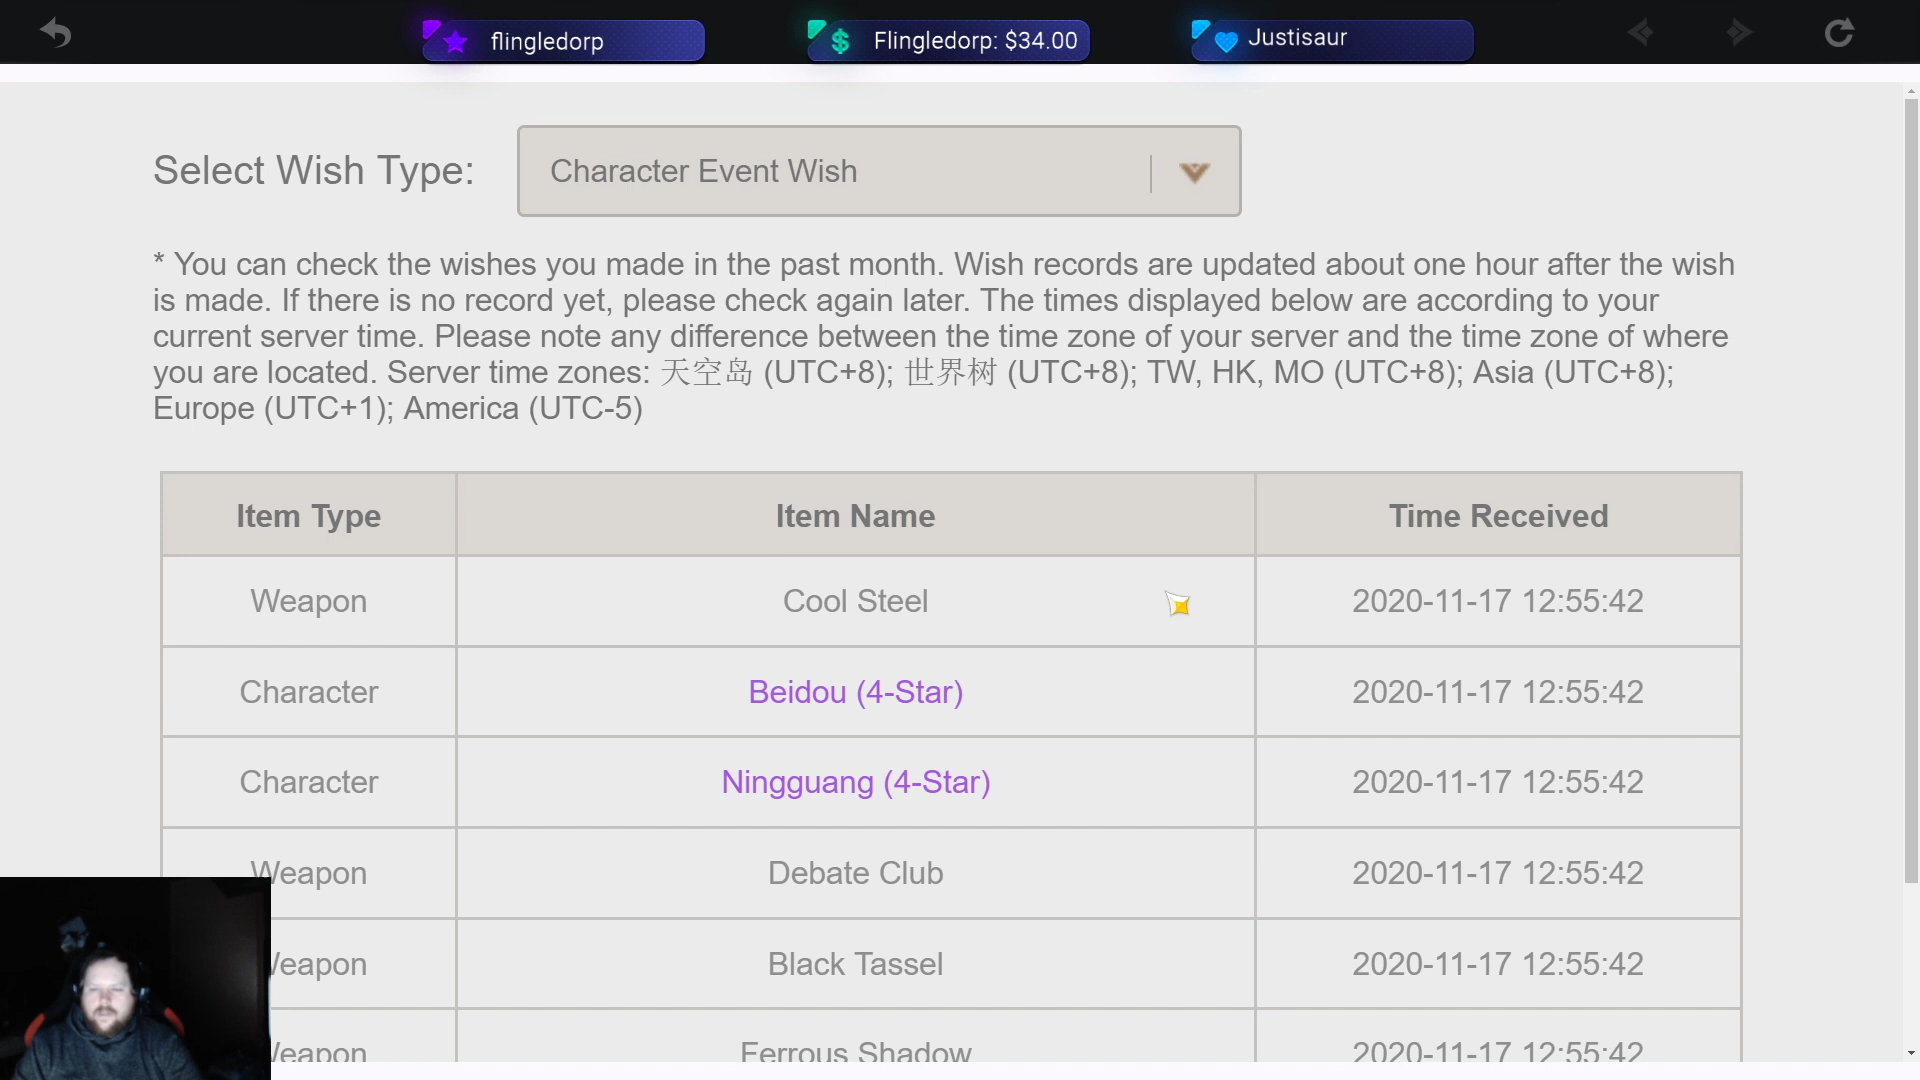 flingledorp
Flingledorp: $34.00
Justisaur
Select Wish Type:
Character Event Wish
* You can check the wishes you made in the past month. Wish records are updated about one hour after the wish
is made. If there is no record yet, please check again later. The times displayed below are according to your
current server time. Please note any difference between the time zone of your server and the time zone of where
you are located. Server time zones: 天空岛 (UTC+8); 世界树 (UTC+8); TW, HK, MO (UTC+8); Asia (UTC+8);
Europe (UTC+1); America (UTC-5)
Item Type Item Name Time Received
Weapon Cool Steel 2020-11-17 12:55:42
Character Beidou (4-Star) 2020-11-17 12:55:42
Character Ningguang (4-Star) 2020-11-17 12:55:42
Weapon Debate Club 2020-11-17 12:55:42
Weapon Black Tassel 2020-11-17 12:55:42
Weapon Ferrous Shadow 2020-11-17 12:55:42